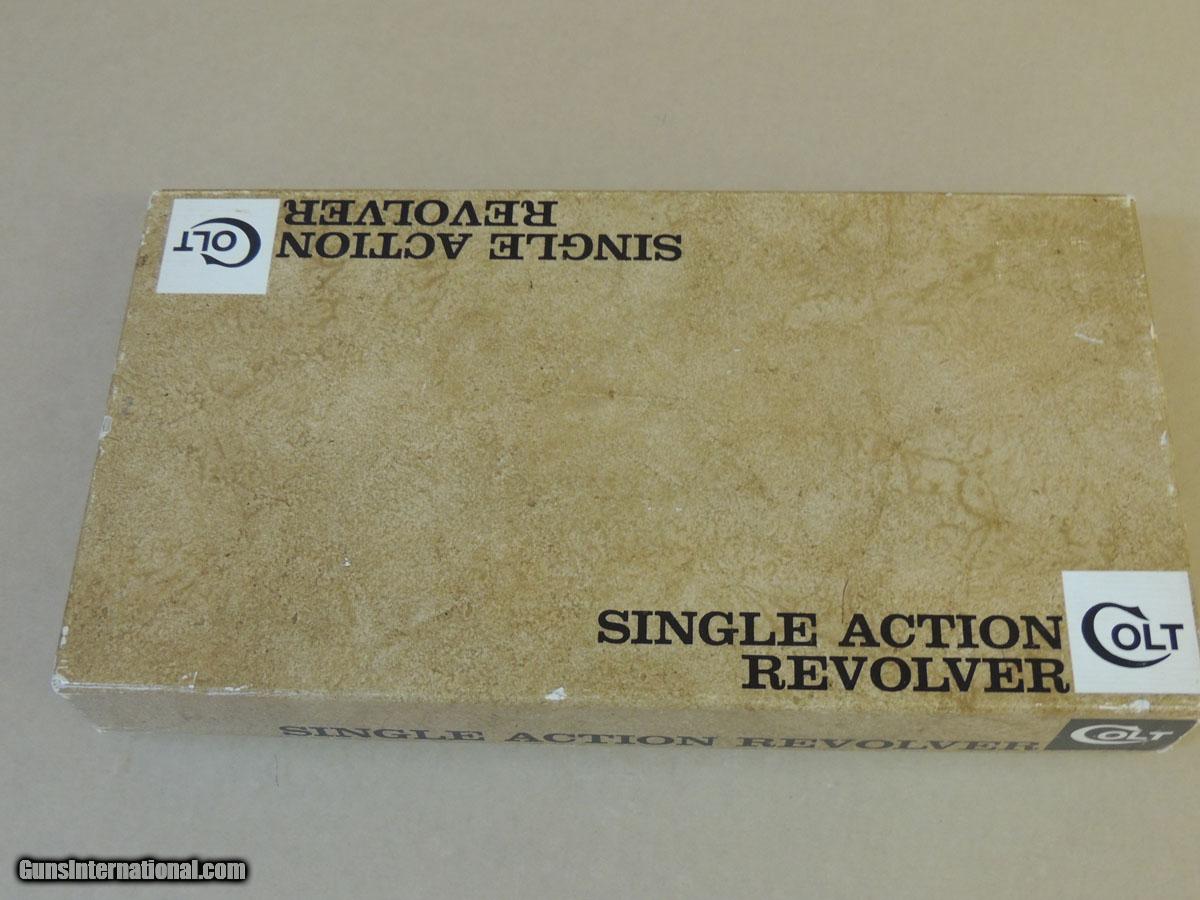 COLT
REVOLVER
SINGLE ACTION
SINGLE ACTION
REVOLVER
COLT
SINGLE ACTION REVOLVER
COLT
GunsInternational.com